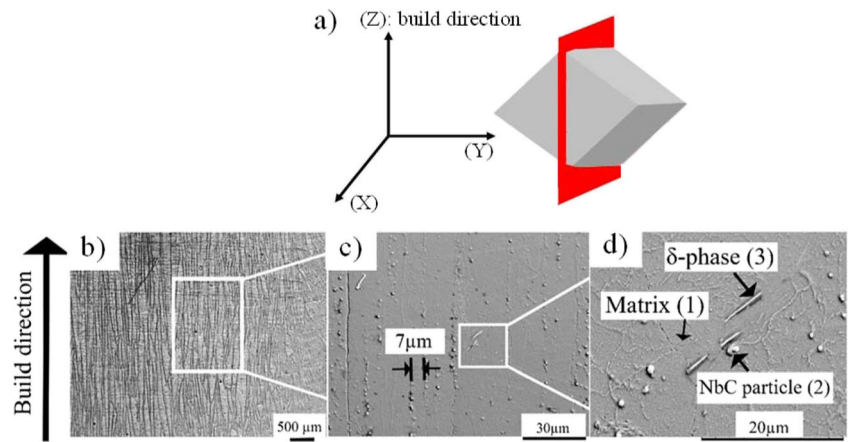 a)
(Z): build direction
(Y)
(X)
Build direction
b)
500 µm
c)
7µm
30µm
d)
δ-phase (3)
Matrix (1)
NbC particle (2)
20µm